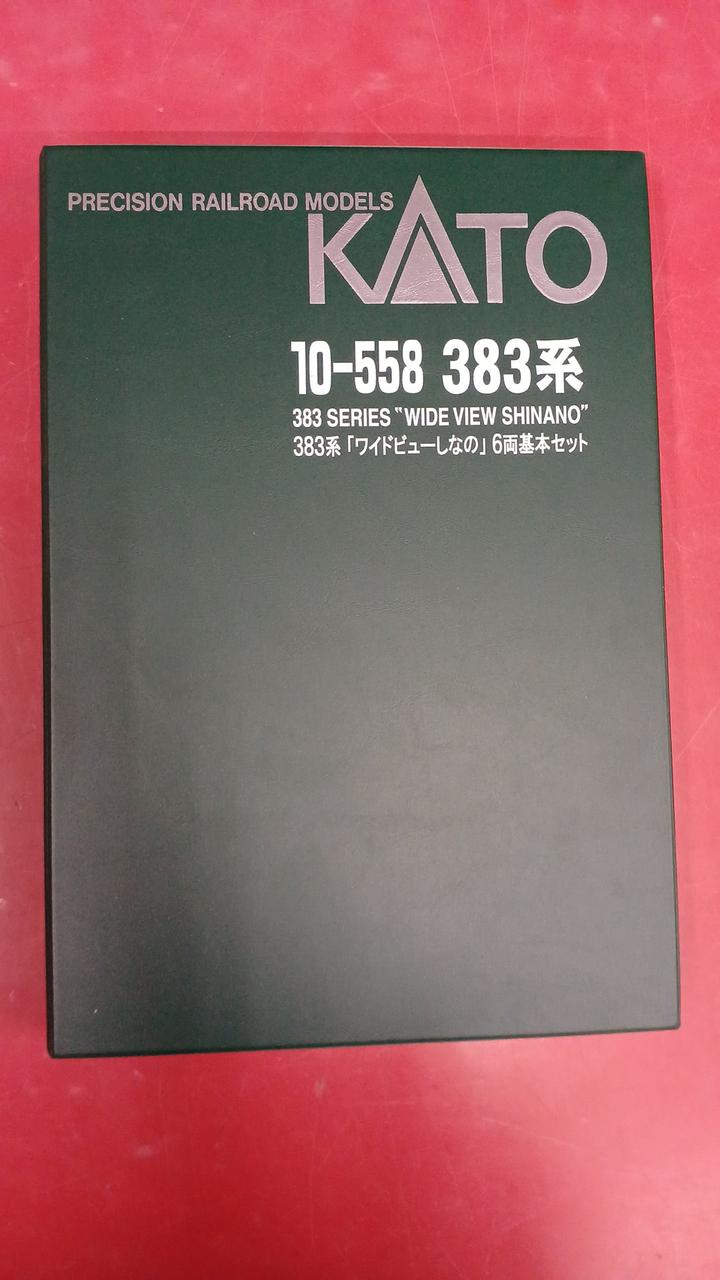 PRECISION RAILROAD MODELS
KATO
10-558 383系
383 SERIES “WIDE VIEW SHINANO”
383系「ワイドビューしなの」6両基本セット